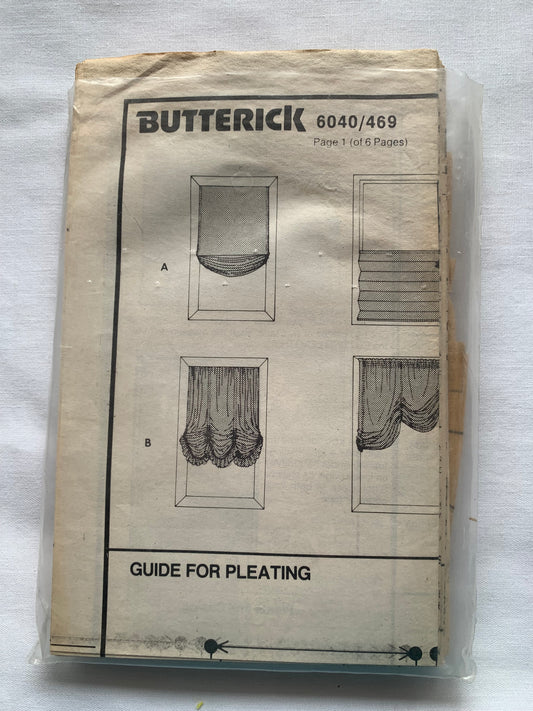 BUTTERICK 6040/469
Page 1 (of 6 Pages)
A
B
GUIDE FOR PLEATING